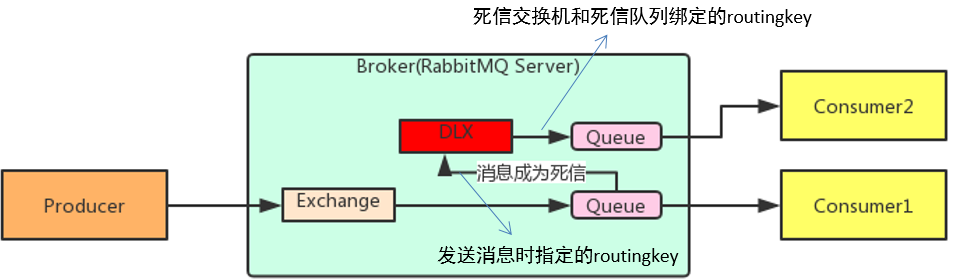 死信交换机和死信队列绑定的routingkey
Broker(RabbitMQ Server)
DLX
Queue
Consumer2
消息成为死信
Producer
Exchange
Queue
Consumer1
发送消息时指定的routingkey